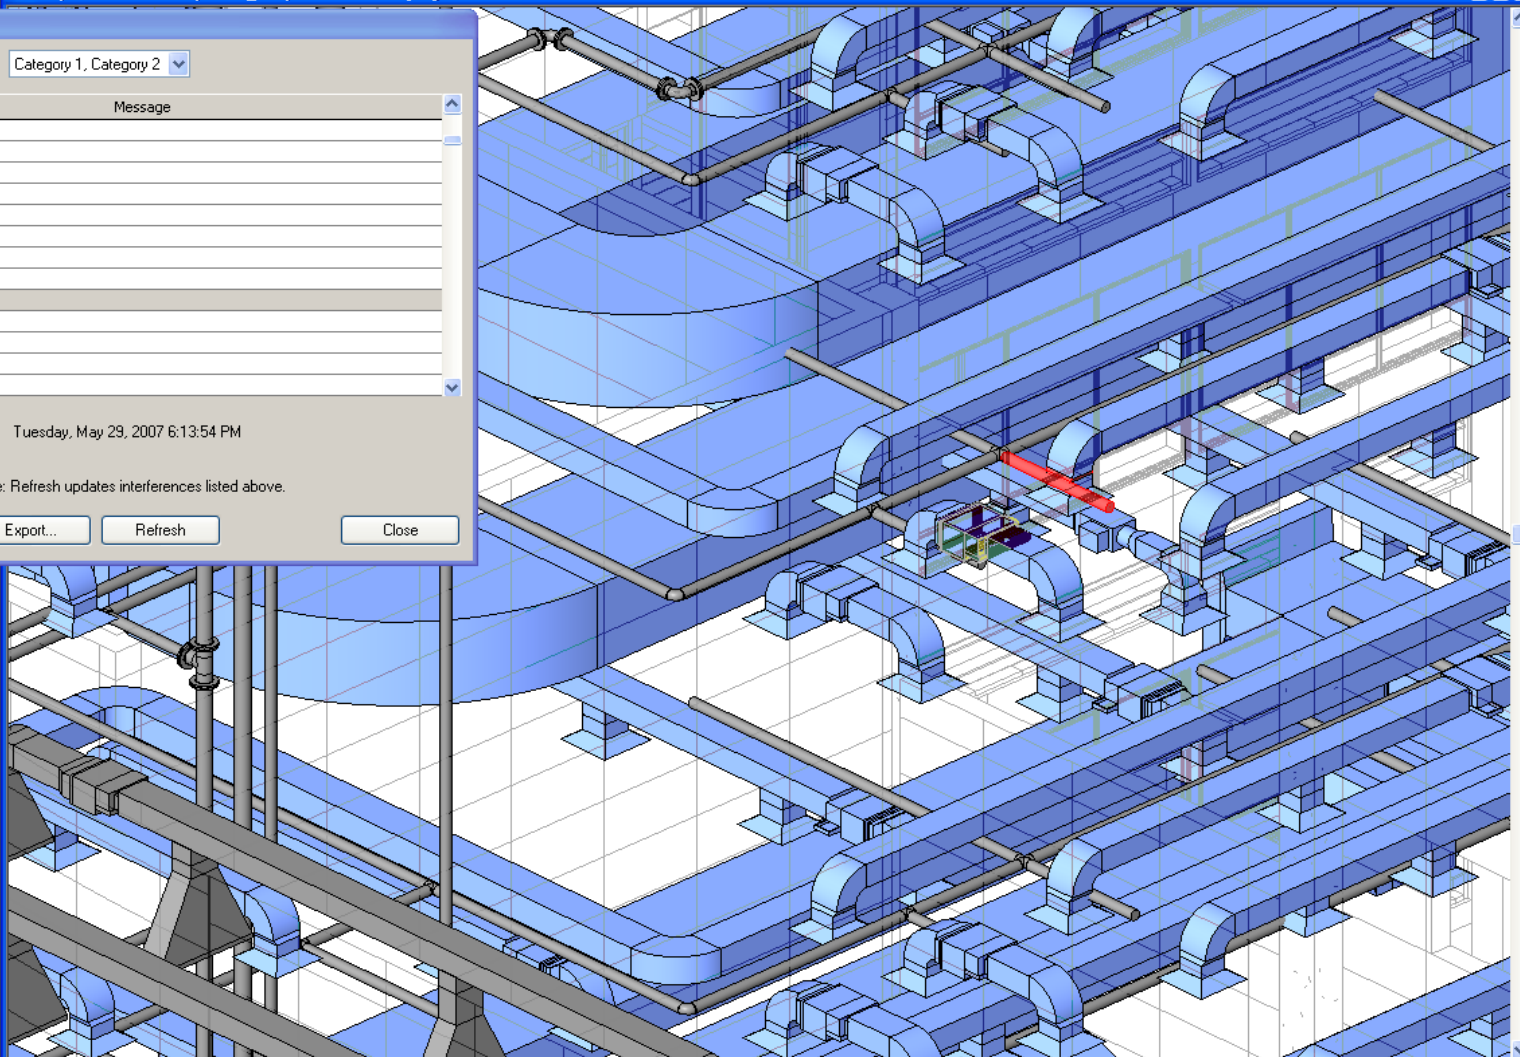 Category 1, Category 2
Message
Tuesday, May 29, 2007 6:13:54 PM
: Refresh updates interferences listed above.
Export...
Refresh
Close